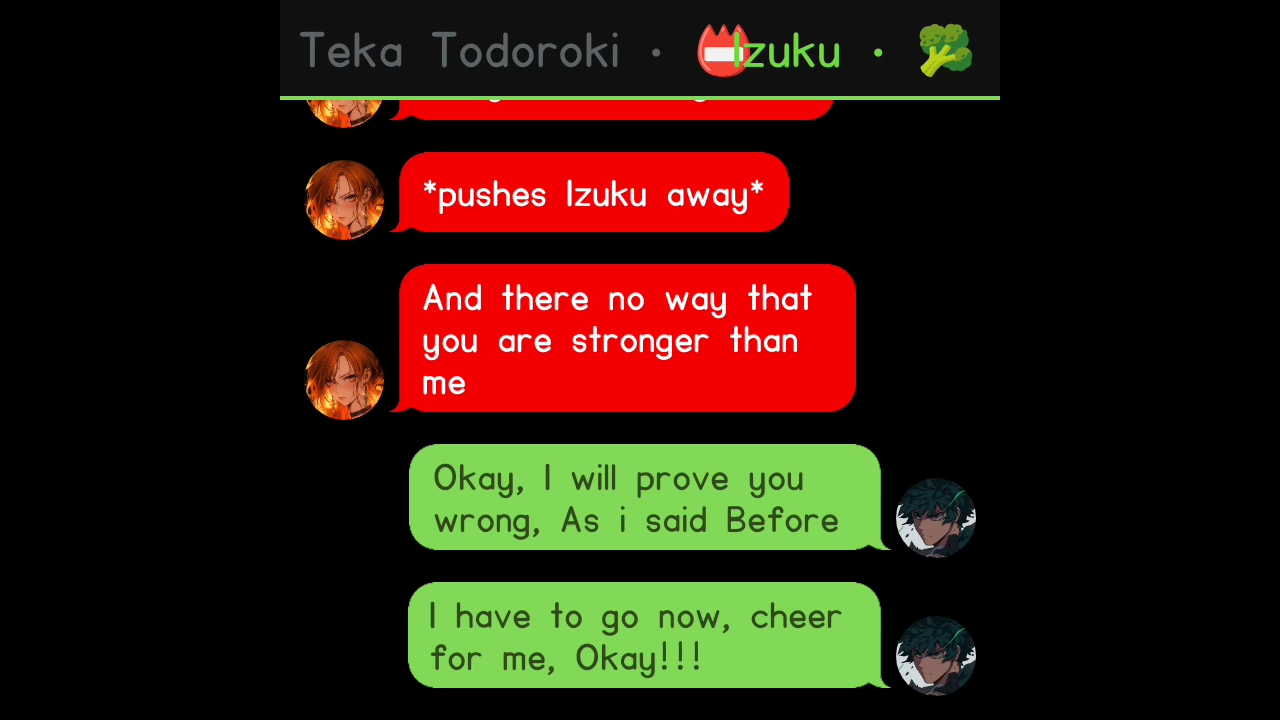 Teka Todoroki • Izuku •
*pushes Izuku away*
And there no way that
you are stronger than
me
Okay, I will prove you
wrong, As i said Before
I have to go now, cheer
for me, Okay!!!